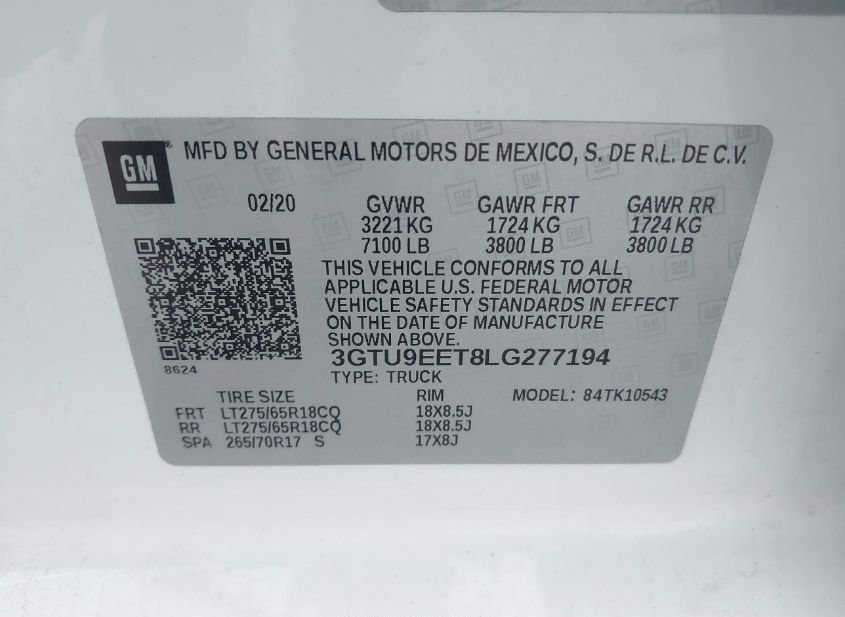 GM
MFD BY GENERAL MOTORS DE MEXICO, S. DE R.L. DE C.V.
02/20 GVWR GAWR FRT GAWR RR
3221 KG 1724 KG 1724 KG
7100 LB 3800 LB 3800 LB
THIS VEHICLE CONFORMS TO ALL
APPLICABLE U.S. FEDERAL MOTOR
VEHICLE SAFETY STANDARDS IN EFFECT
ON THE DATE OF MANUFACTURE
SHOWN ABOVE.
3GTU9EET8LG277194
8624
TYPE: TRUCK
TIRE SIZE RIM MODEL: 84TK10543
FRT LT275/65R18CQ 18X8.5J
RR LT275/65R18CQ 18X8.5J
SPA 265/70R17 S 17X8J